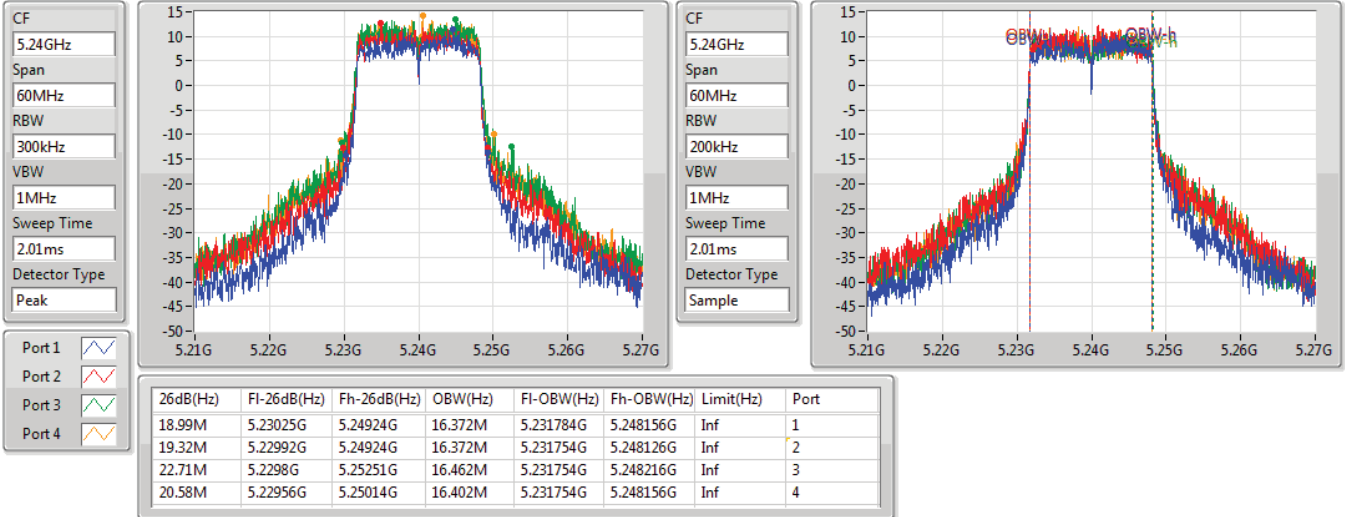 CF
5.24GHz
Span
60MHz
RBW
300kHz
VBW
1MHz
Sweep Time
2.01ms
Detector Type
Peak
15
10
5
0
-5
-10
-15
-20
-25
-30
-35
-40
-45
-50
5.21G 5.22G 5.23G 5.24G 5.25G 5.26G 5.27G
CF
5.24GHz
Span
60MHz
RBW
200kHz
VBW
1MHz
Sweep Time
2.01ms
Detector Type
Sample
15
10
5
0
-5
-10
-15
-20
-25
-30
-35
-40
-45
-50
OBW-h
5.21G 5.22G 5.23G 5.24G 5.25G 5.26G 5.27G
Port 1
Port 2
Port 3
Port 4
26dB(Hz) Fl-26dB(Hz) Fh-26dB(Hz) OBW(Hz) Fl-OBW(Hz) Fh-OBW(Hz) Limit(Hz) Port
18.99M 5.23025G 5.24924G 16.372M 5.231784G 5.248156G Inf 1
19.32M 5.22992G 5.24924G 16.372M 5.231754G 5.248126G Inf 2
22.71M 5.2298G 5.25251G 16.462M 5.231754G 5.248216G Inf 3
20.58M 5.22956G 5.25014G 16.402M 5.231754G 5.248156G Inf 4